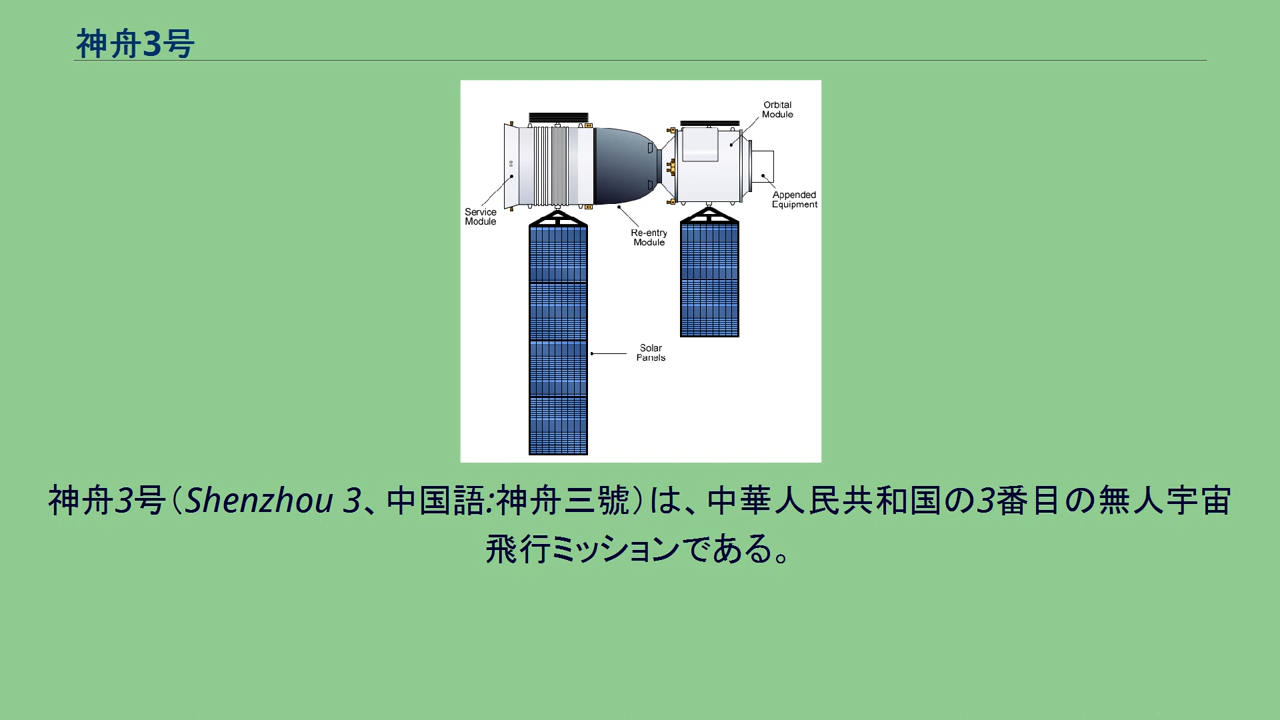 神舟3号
Orbital
Module
Appended
Equipment
Service
Module
Re-entry
Module
Solar
Panels
神舟3号（Shenzhou 3、中国語:神舟三號）は、中華人民共和国の3番目の無人宇宙
飛行ミッションである。